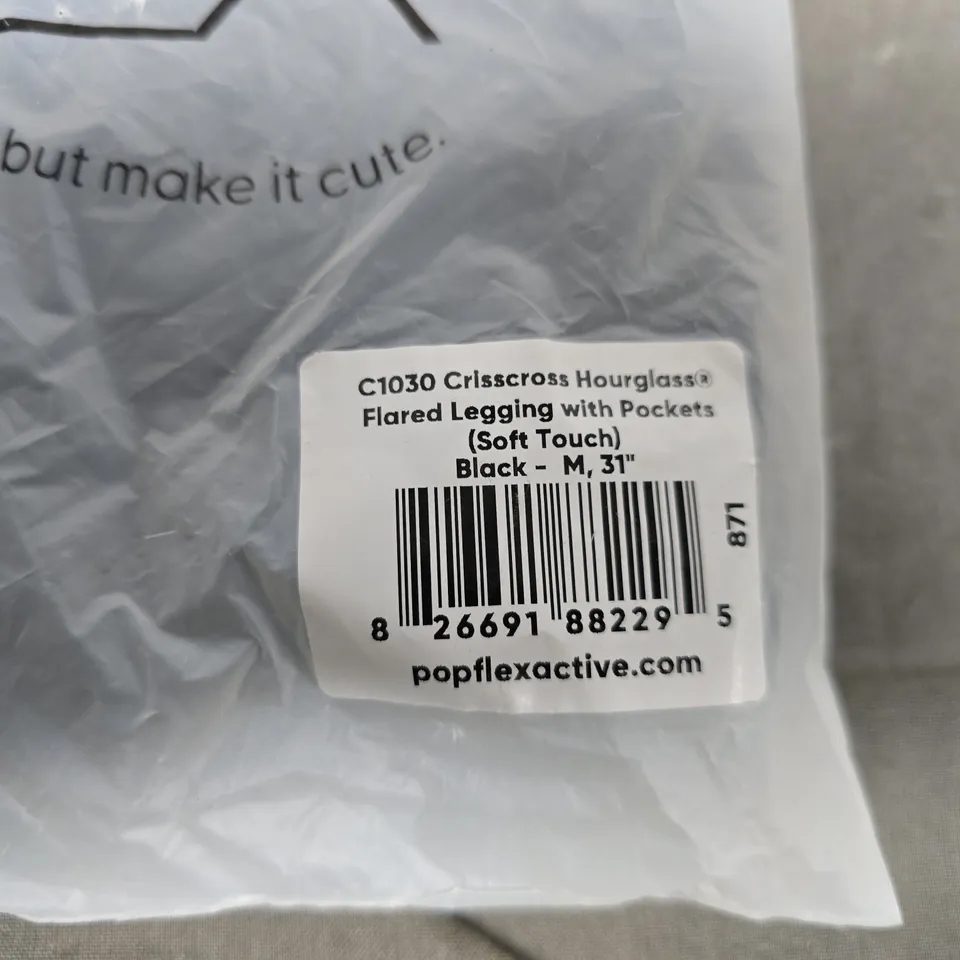 but make it cute.
C1030 Crisscross Hourglass®
Flared Legging with Pockets
(Soft Touch)
Black - M, 31"
871
8 26691 88229 5
popflexactive.com